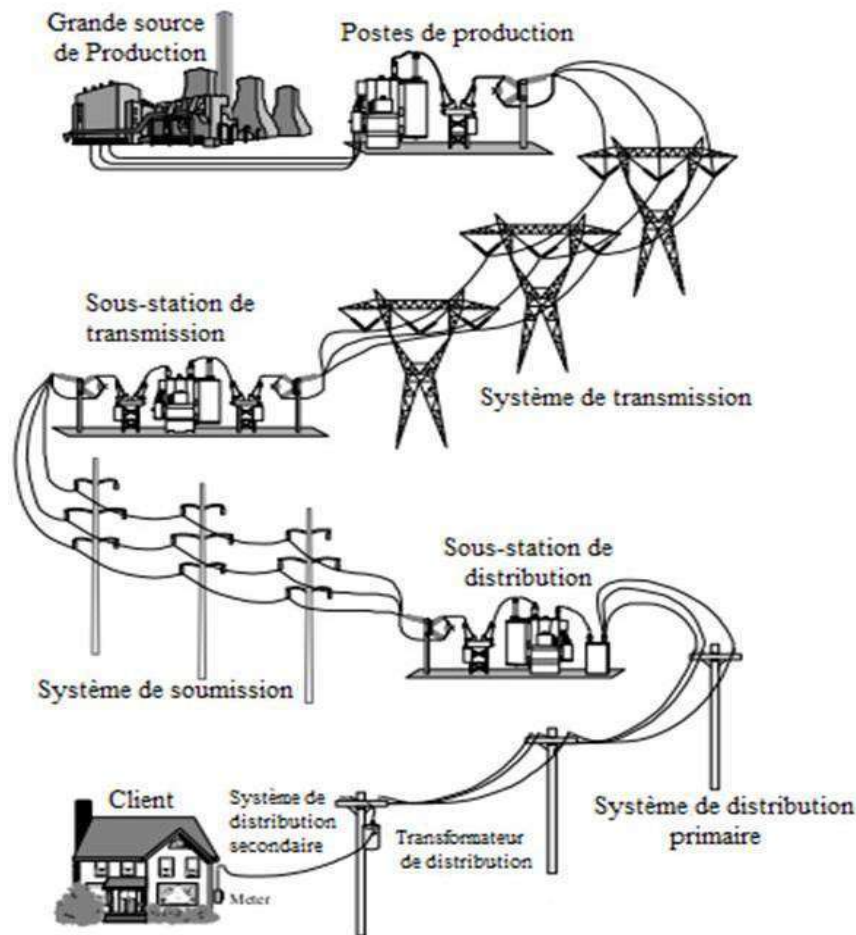 Grande source
de Production
Postes de production
Sous-station de
transmission
Système de transmission
Sous-station de
distribution
Système de soumission
Système de distribution
primaire
Client
Système de
distribution
secondaire
Transformateur
de distribution
Meter